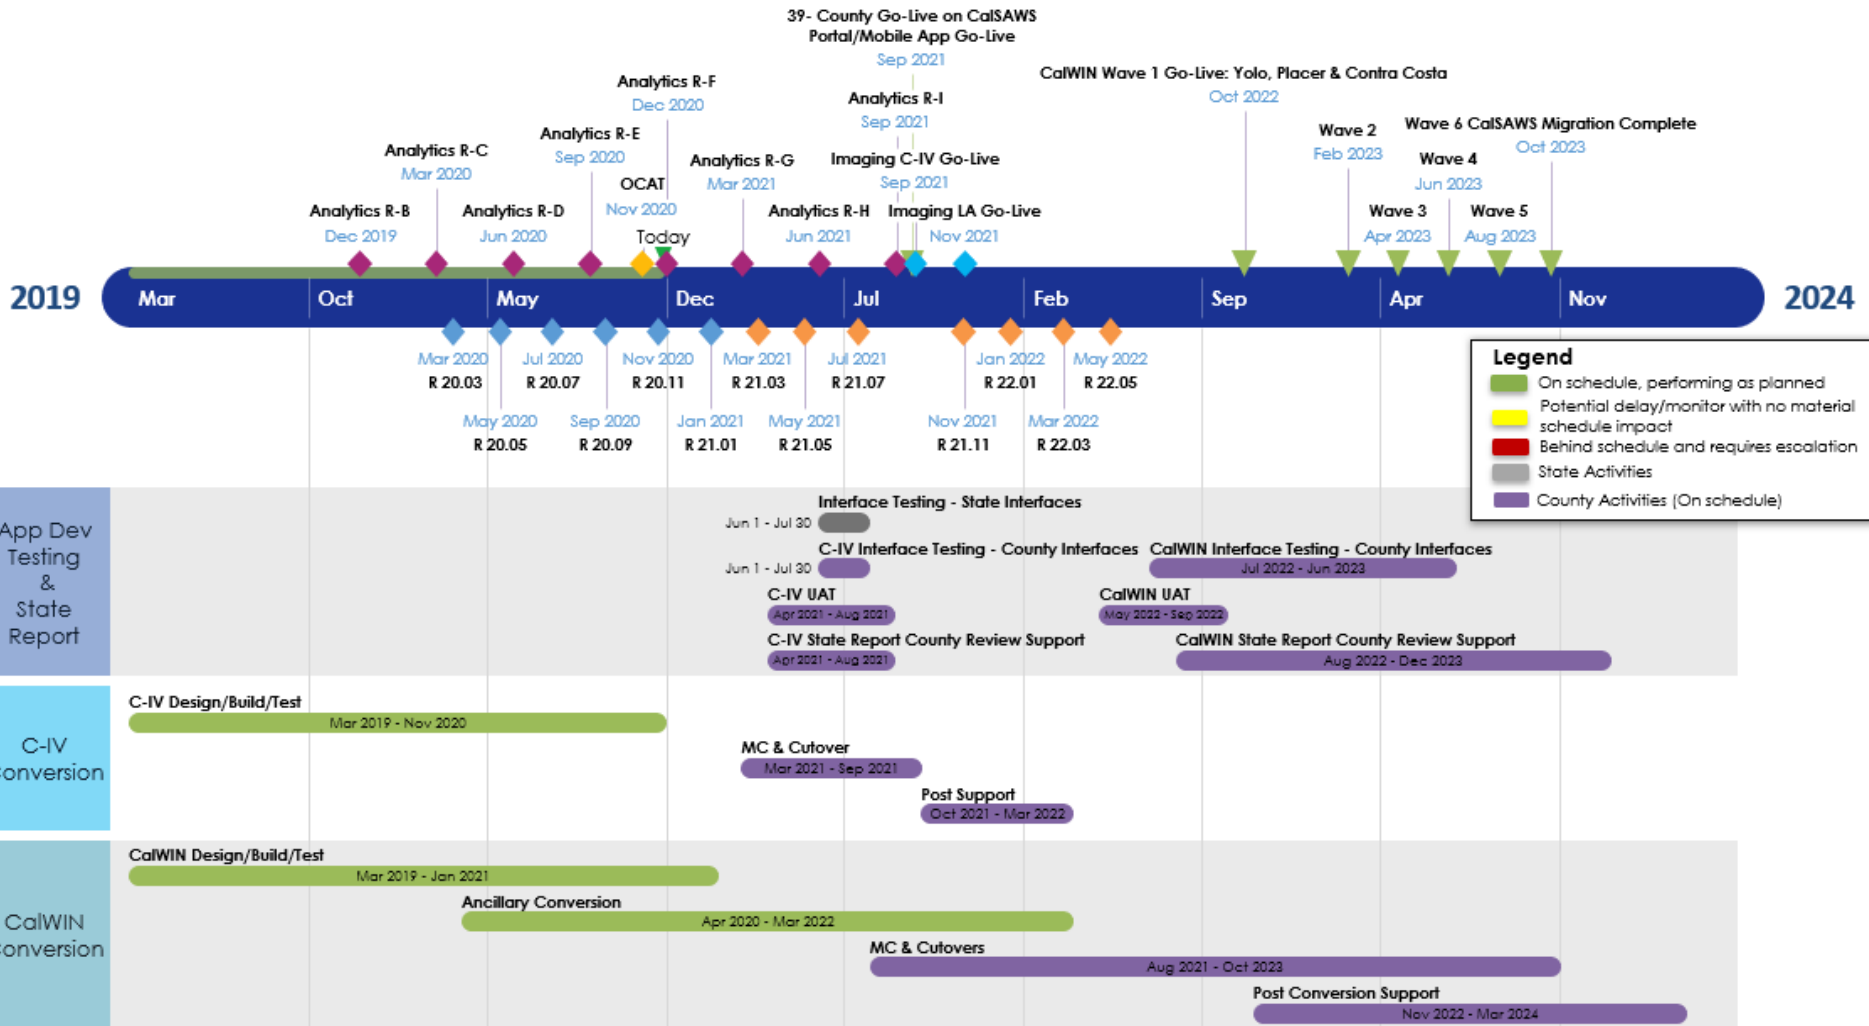 39- County Go-Live on CalSAWS
Portal/Mobile App Go-Live
Sep 2021
CalWIN Wave 1 Go-Live: Yolo, Placer & Contra Costa
Oct 2022
Analytics R-F
Dec 2020
Analytics R-I
Sep 2021
Wave 2
Feb 2023
Wave 6 CalSAWS Migration Complete
Oct 2023
Analytics R-E
Sep 2020
Analytics R-C
Mar 2020
Analytics R-G
Mar 2021
Imaging C-IV Go-Live
Sep 2021
Wave 4
Jun 2023
OCAT
Nov 2020
Analytics R-B
Dec 2019
Analytics R-D
Jun 2020
Analytics R-H
Jun 2021
Imaging LA Go-Live
Nov 2021
Wave 3
Apr 2023
Wave 5
Aug 2023
Today
2019
Mar
Oct
May
Dec
Jul
Feb
Sep
Apr
Nov
2024
Mar 2020
R 20.03
Jul 2020
R 20.07
Nov 2020
R 20.11
Mar 2021
R 21.03
Jul 2021
R 21.07
Jan 2022
R 22.01
May 2022
R 22.05
May 2020
R 20.05
Sep 2020
R 20.09
Jan 2021
R 21.01
May 2021
R 21.05
Nov 2021
R 21.11
Mar 2022
R 22.03
Legend
On schedule, performing as planned
Potential delay/monitor with no material
schedule impact
Behind schedule and requires escalation
State Activities
County Activities (On schedule)
App Dev
Testing
&
State
Report
Interface Testing - State Interfaces
Jun 1 - Jul 30
C-IV Interface Testing - County Interfaces
Jun 1 - Jul 30
CalWIN Interface Testing - County Interfaces
Jul 2022 - Jun 2023
C-IV UAT
Apr 2021 - Aug 2021
CalWIN UAT
May 2022 - Sep 2022
C-IV State Report County Review Support
Apr 2021 - Aug 2021
CalWIN State Report County Review Support
Aug 2022 - Dec 2023
C-IV
onversion
C-IV Design/Build/Test
Mar 2019 - Nov 2020
MC & Cutover
Mar 2021 - Sep 2021
Post Support
Oct 2021 - Mar 2022
CalWIN
onversion
CalWIN Design/Build/Test
Mar 2019 - Jan 2021
Ancillary Conversion
Apr 2020 - Mar 2022
MC & Cutovers
Aug 2021 - Oct 2023
Post Conversion Support
Nov 2022 - Mar 2024